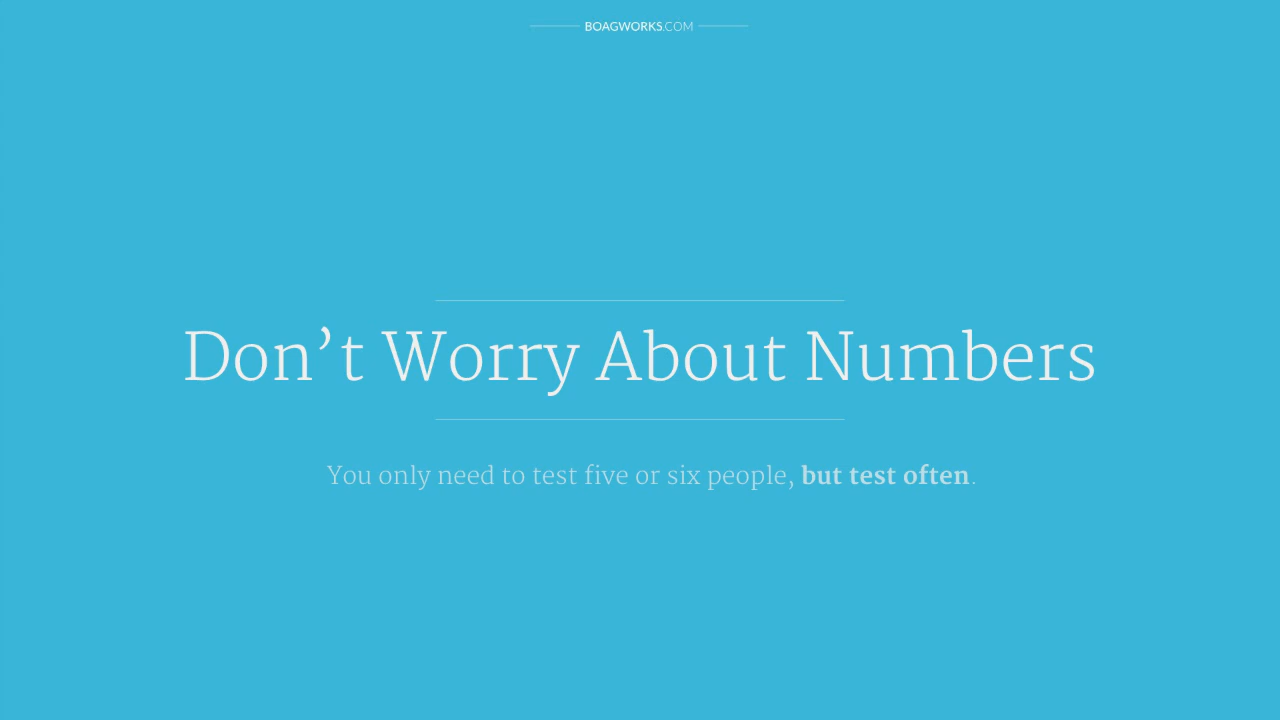 BOAGWORKS.COM
Don’t Worry About Numbers
You only need to test five or six people, but test often.